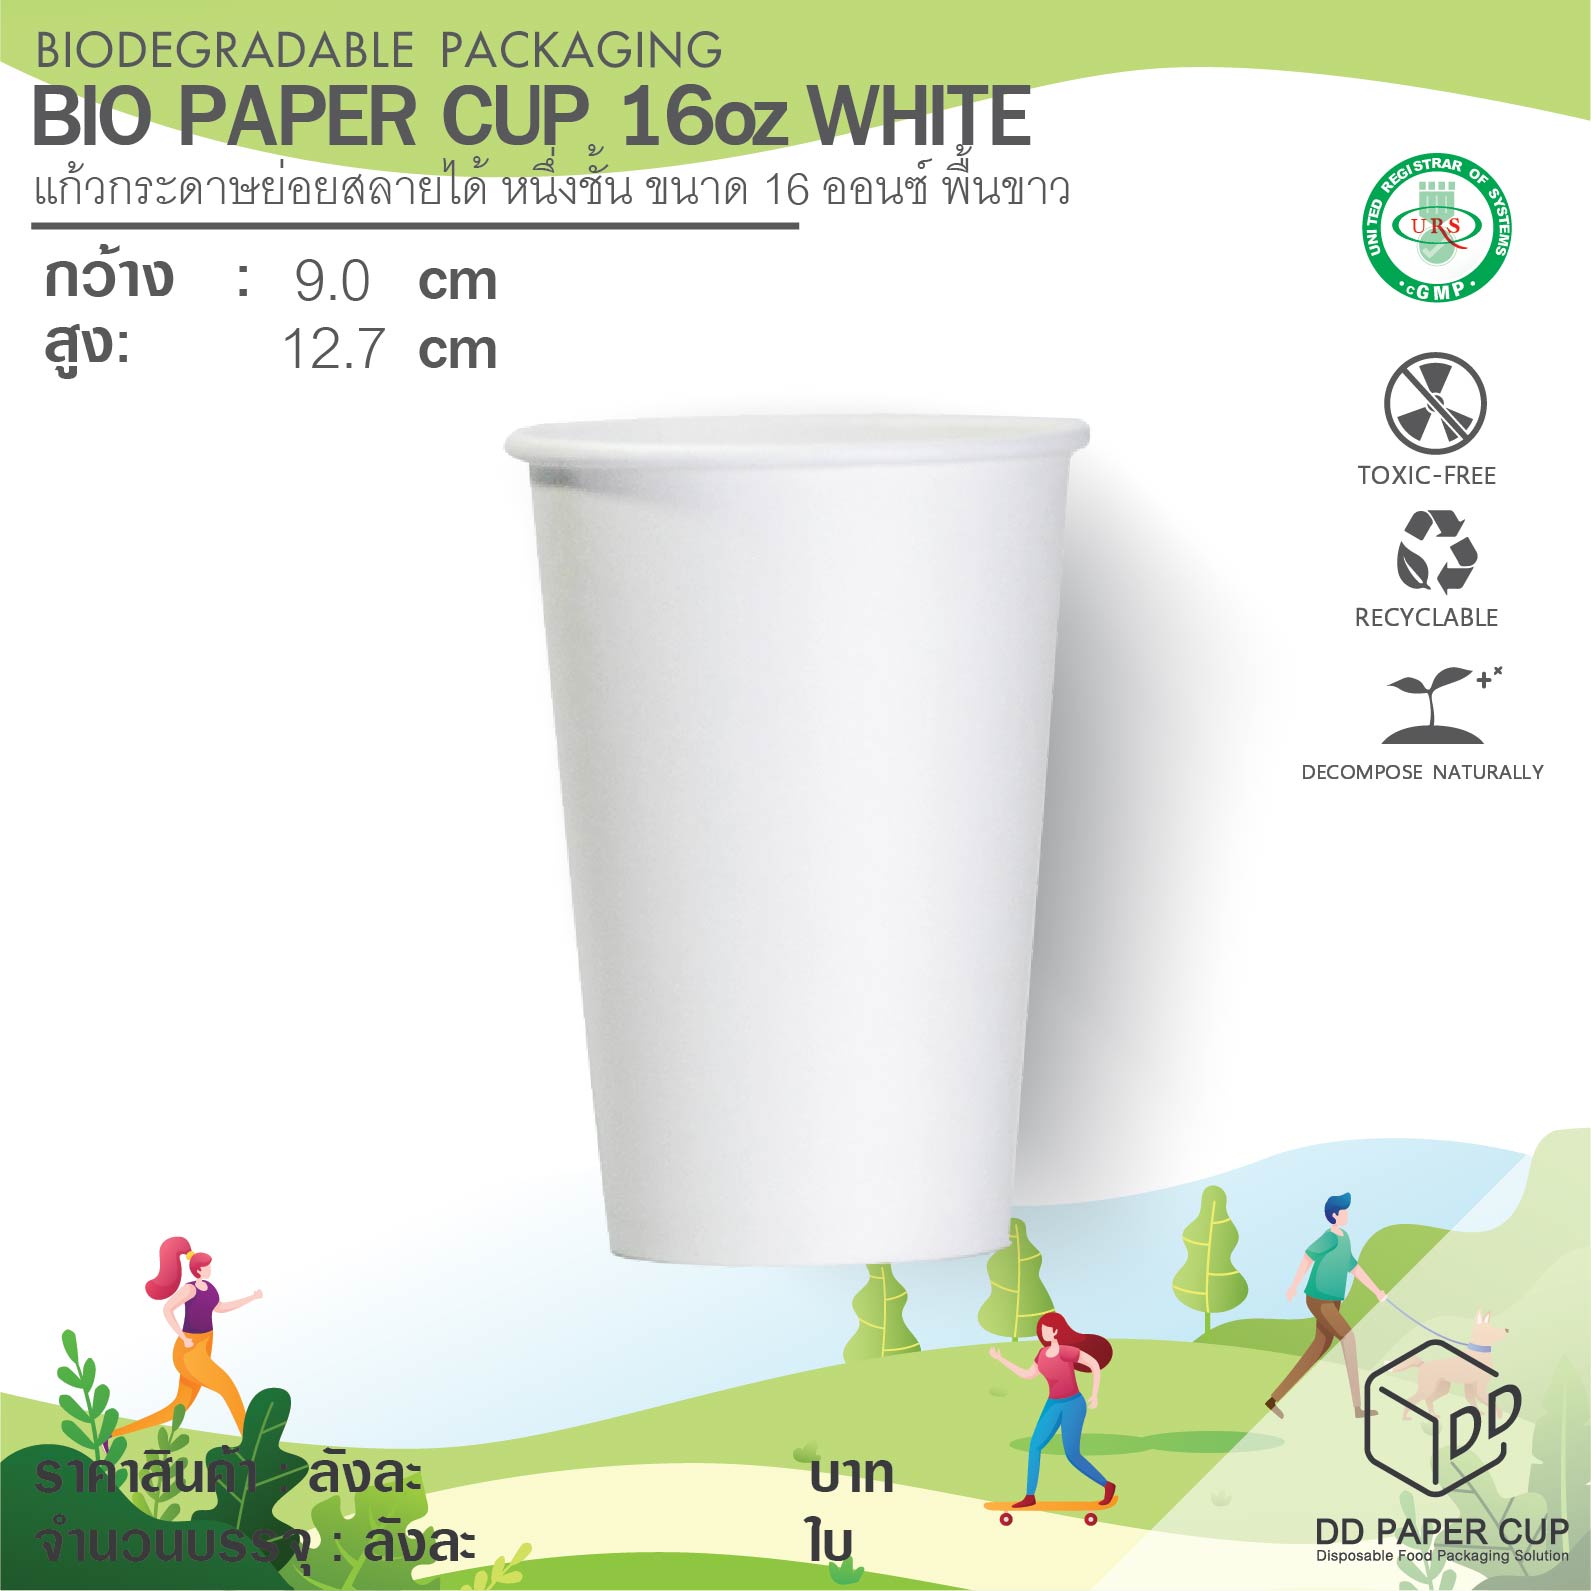 BIODEGRADABLE PACKAGING
BIO PAPER CUP 16oz WHITE
แก้วกระดาษย่อยสลายได้ หนึ่งชั้น ขนาด 16 ออนซ์ พื้นขาว
กว้าง : 9.0 cm
สูง: 12.7 cm
UNITED REGISTRAR OF SYSTEMS
URS
• cGMP •
TOXIC-FREE
RECYCLABLE
DECOMPOSE NATURALLY
ราคาสินค้า : ลังละ บาท
จำนวนบรรจุ : ลังละ ใบ
DD
DD PAPER CUP
Disposable Food Packaging Solution